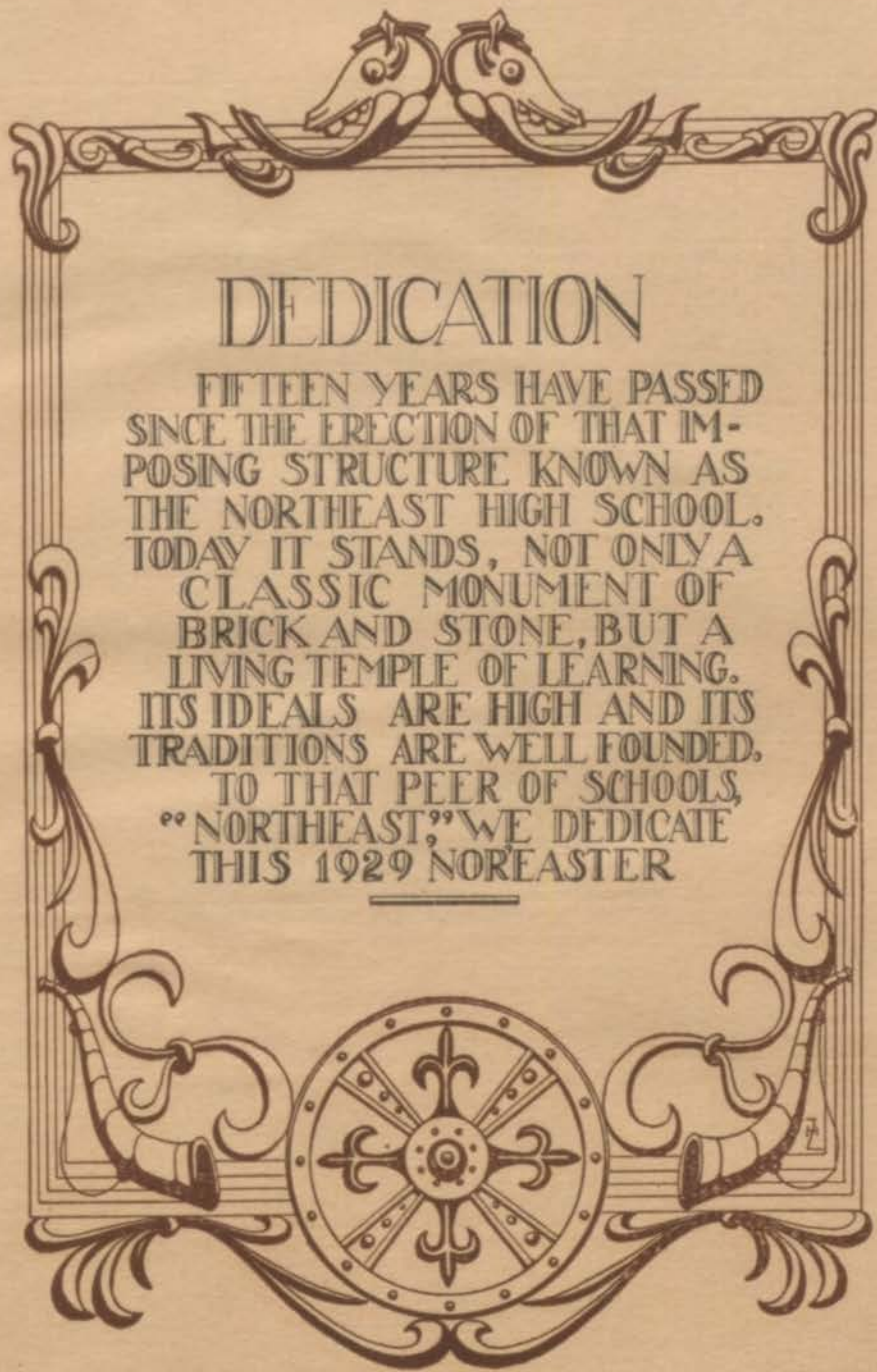 DEDICATION
FIFTEEN YEARS HAVE PASSED
SINCE THE ERECTION OF THAT IM-
POSING STRUCTURE KNOWN AS
THE NORTHEAST HIGH SCHOOL.
TODAY IT STANDS, NOT ONLY A
CLASSIC MONUMENT OF
BRICK AND STONE, BUT A
LIVING TEMPLE OF LEARNING.
ITS IDEALS ARE HIGH AND ITS
TRADITIONS ARE WELL FOUNDED.
TO THAT PEER OF SCHOOLS,
"NORTHEAST," WE DEDICATE
THIS 1929 NOR'EASTER